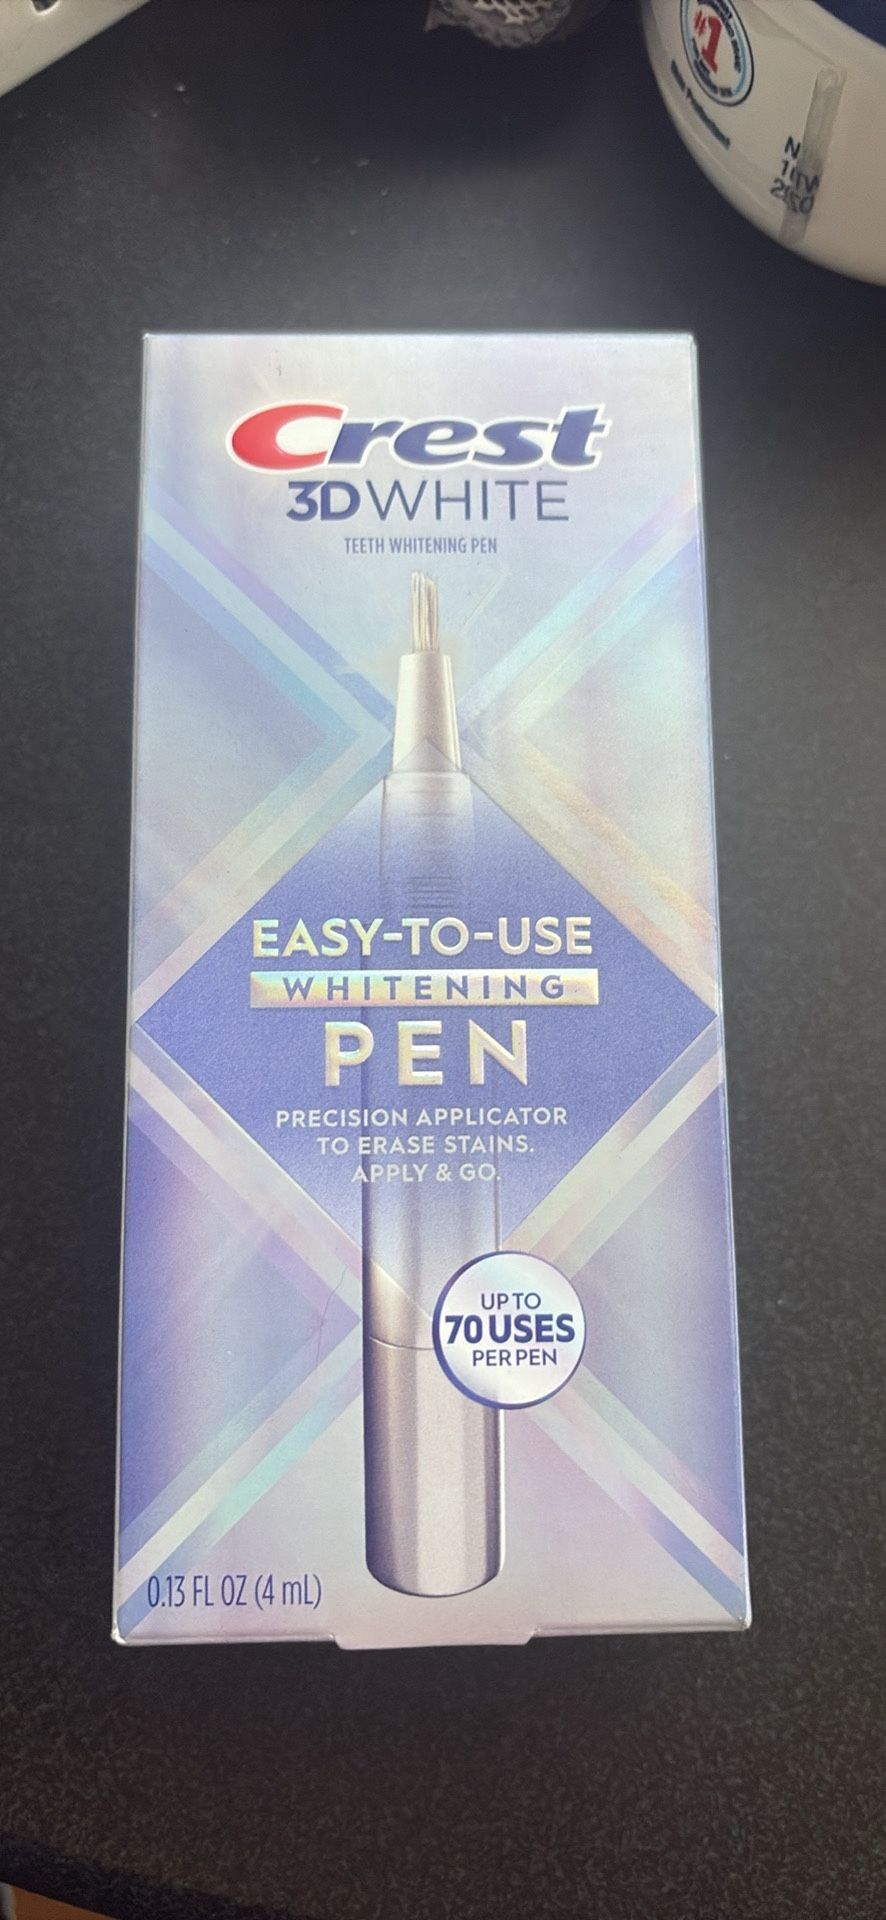 #1
Crest
3D WHITE
TEETH WHITENING PEN
EASY-TO-USE
WHITENING
PEN
PRECISION APPLICATOR
TO ERASE STAINS.
APPLY & GO.
UP TO
70 USES
PER PEN
0.13 FL OZ (4 mL)